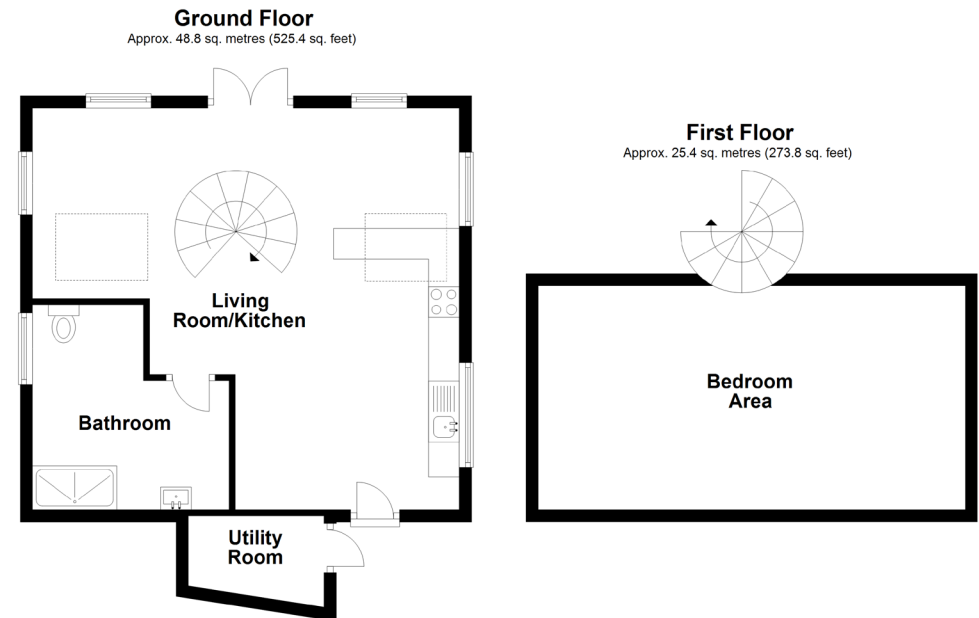 Ground Floor
Approx. 48.8 sq. metres (525.4 sq. feet)
First Floor
Approx. 25.4 sq. metres (273.8 sq. feet)
Living
Room/Kitchen
Bathroom
Utility
Room
Bedroom
Area